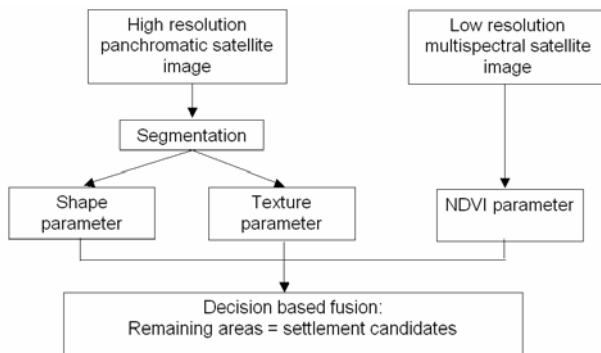 High resolution
panchromatic satellite
image
Low resolution
multispectral satellite
image
Segmentation
Shape
parameter
Texture
parameter
NDVI parameter
Decision based fusion:
Remaining areas = settlement candidates